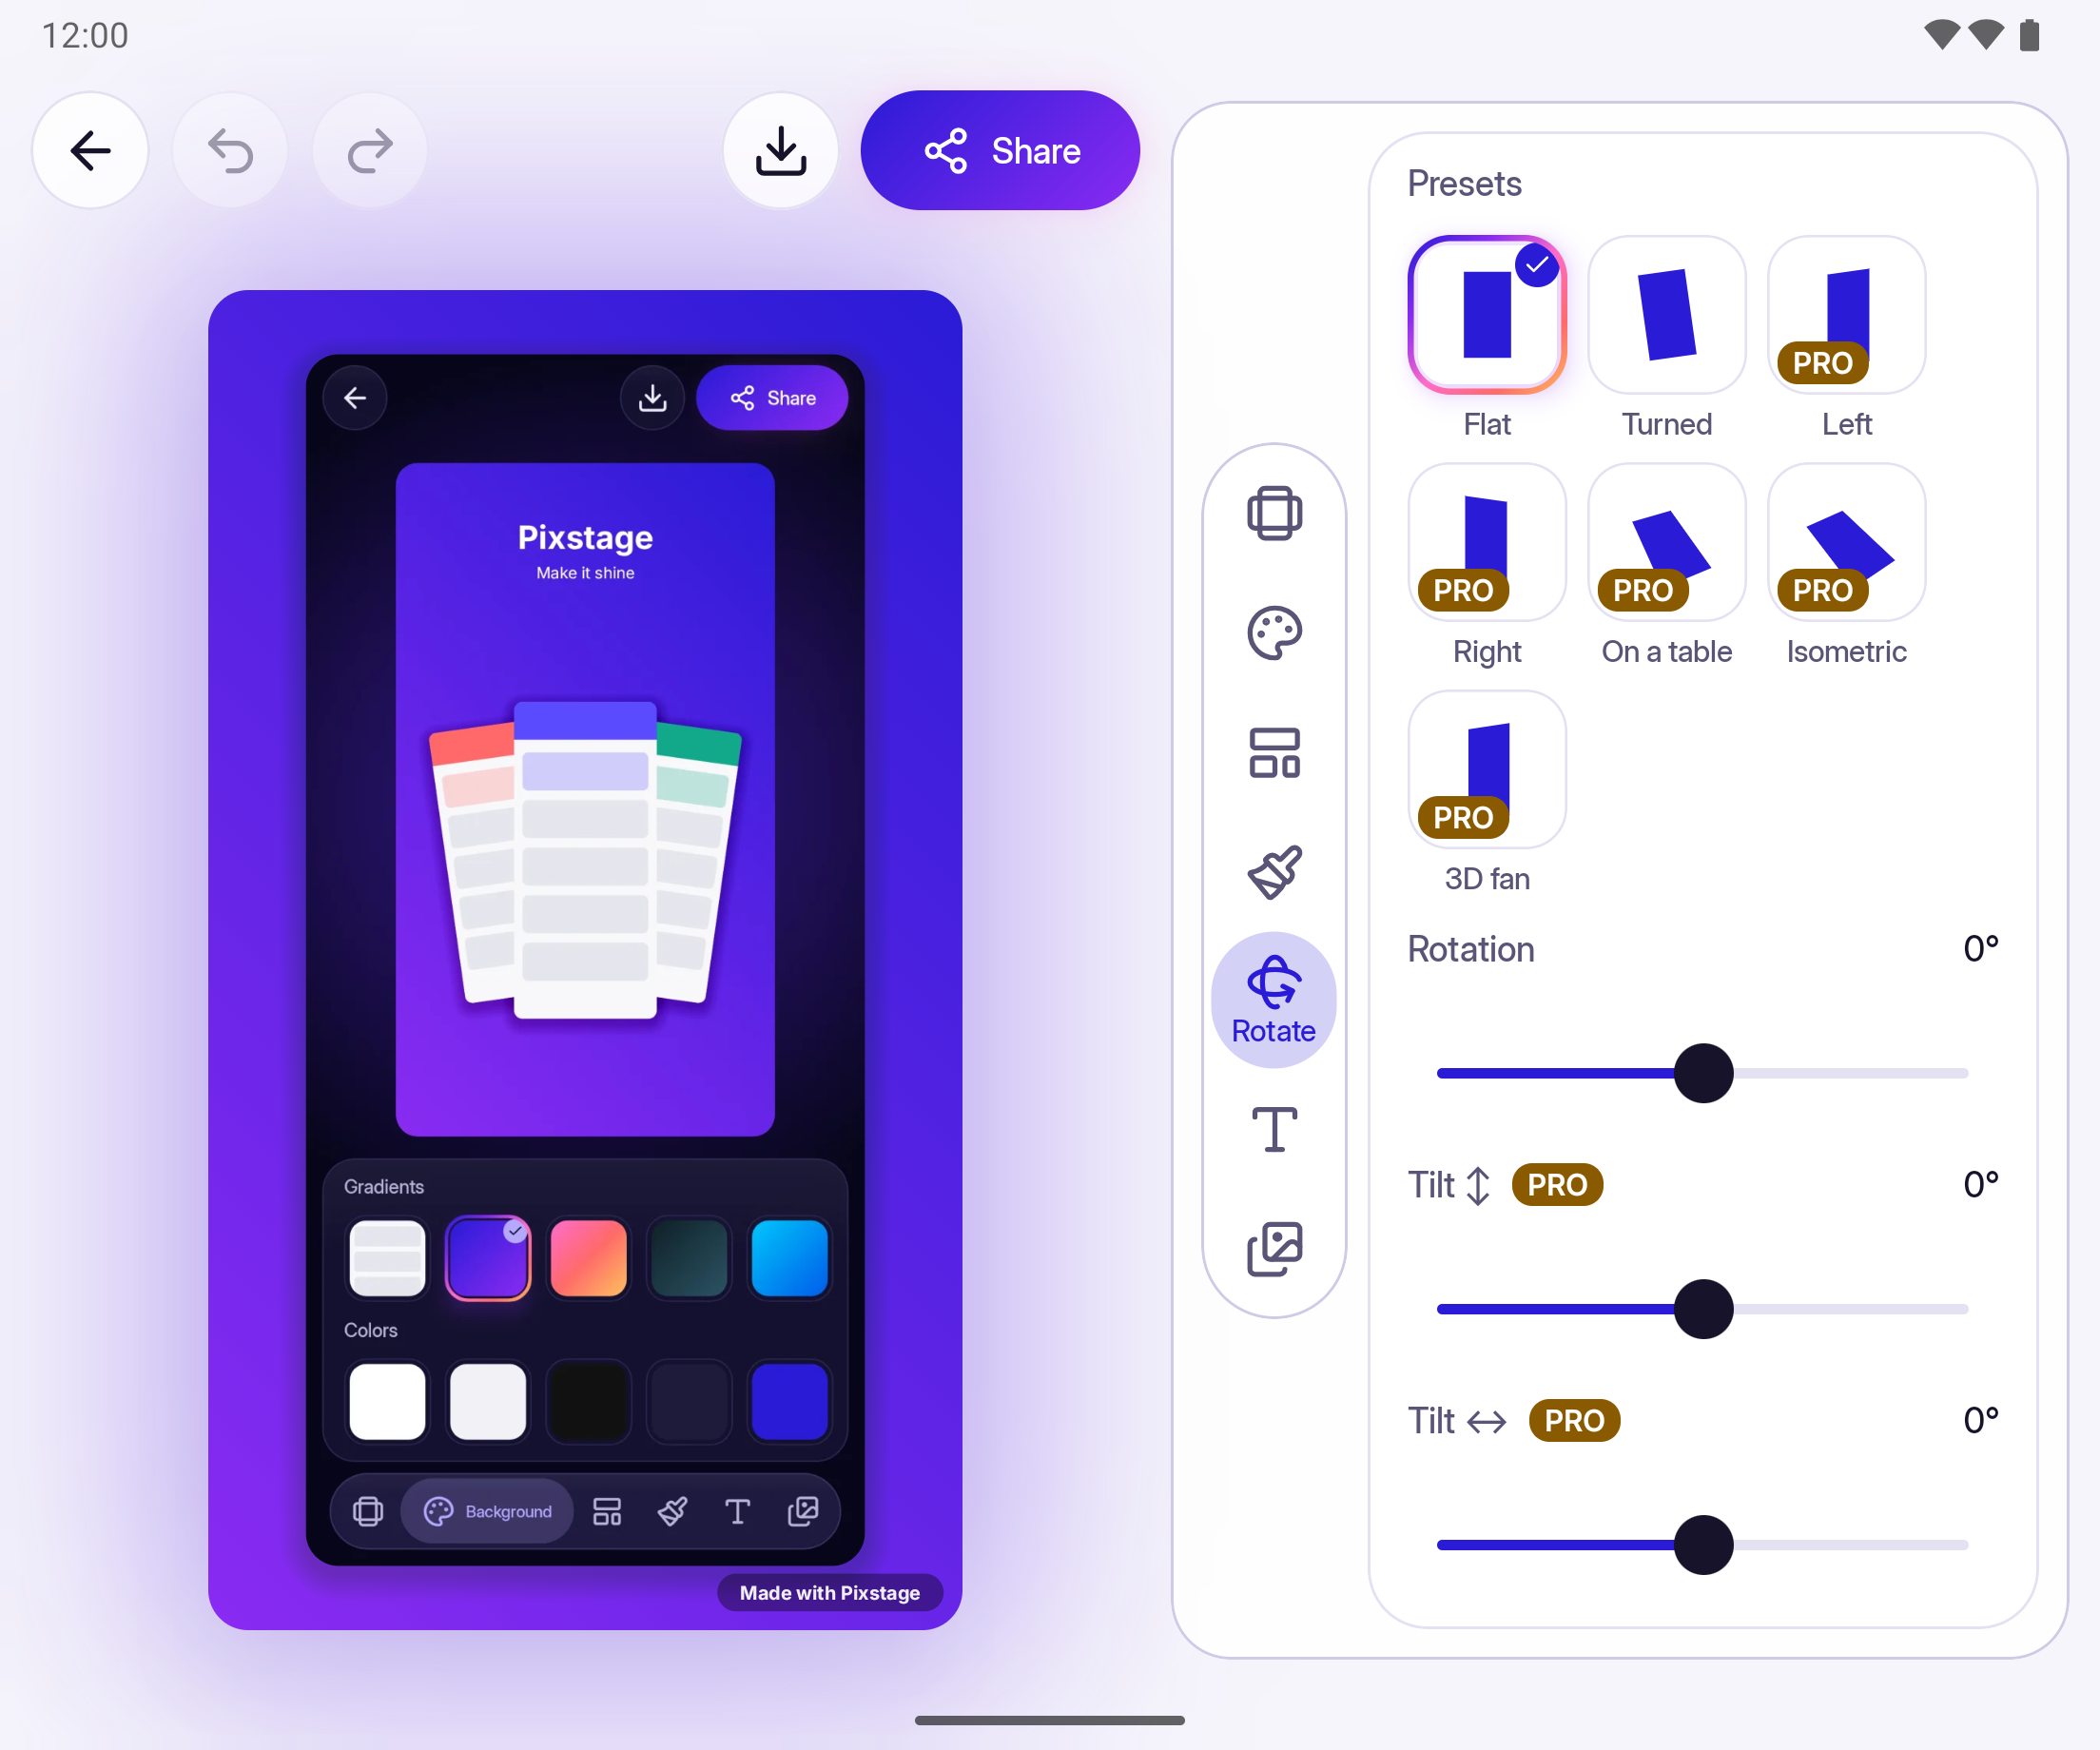 12:00
Share
Share
Pixstage
Make it shine
Gradients
Colors
Background
Made with Pixstage
Presets
Flat
Turned
PRO
Left
PRO
Right
PRO
On a table
PRO
Isometric
PRO
3D fan
Rotate
Rotation 0°
Tilt ↕ PRO 0°
Tilt ↔ PRO 0°